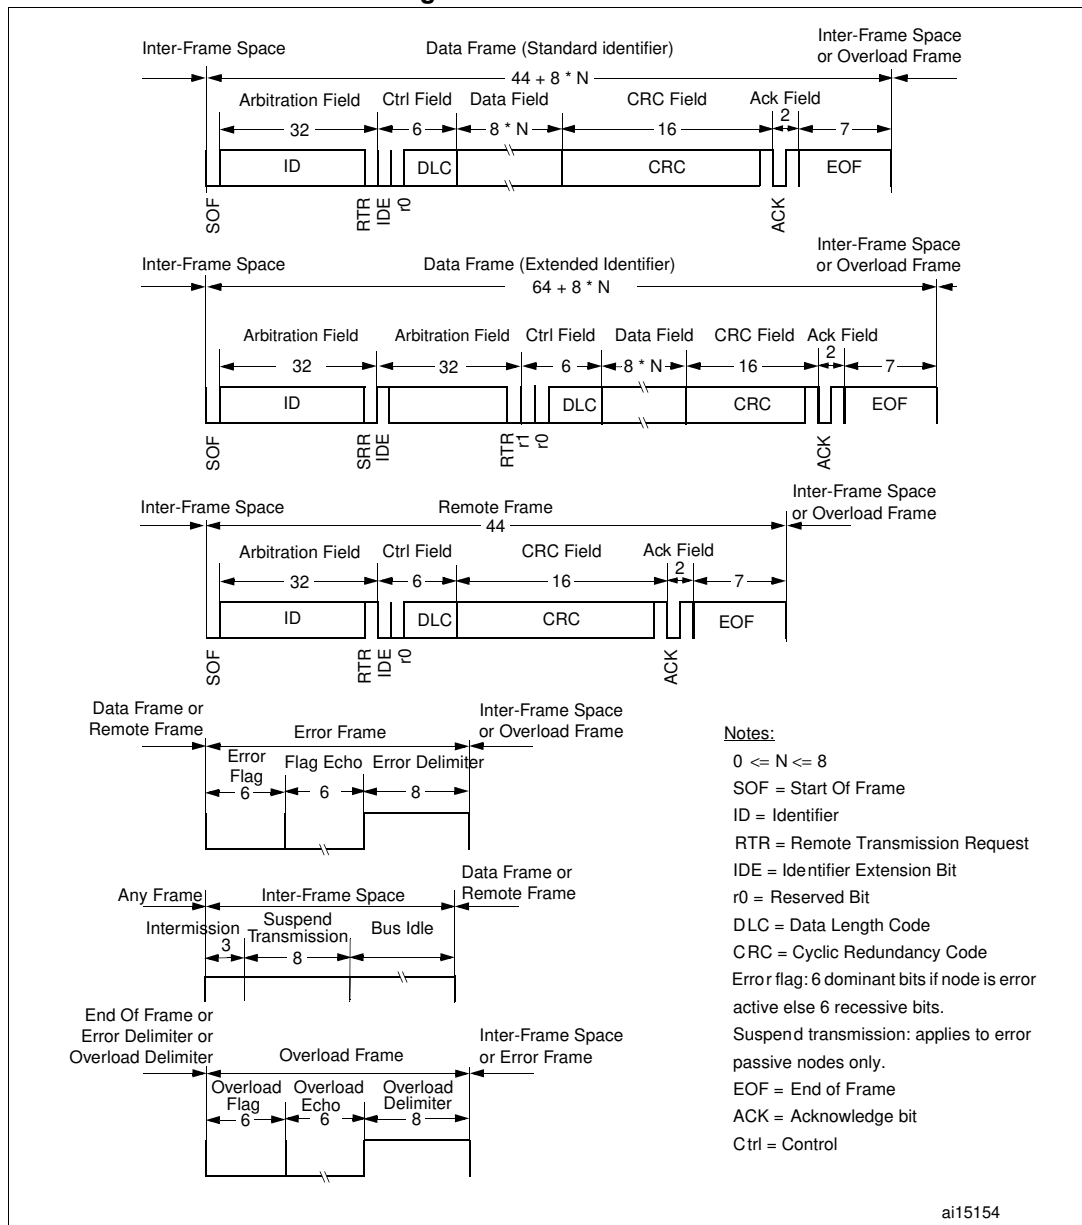 Inter-Frame Space
Data Frame (Standard identifier)
Inter-Frame Space
or Overload Frame
44 + 8 * N
Arbitration Field
Ctrl Field
Data Field
CRC Field
Ack Field
32
6
8 * N
16
2
7
ID
DLC
CRC
EOF
SOF
RTR
IDE
r0
ACK
Inter-Frame Space
Data Frame (Extended Identifier)
Inter-Frame Space
or Overload Frame
64 + 8 * N
Arbitration Field
Arbitration Field
Ctrl Field
Data Field
CRC Field
Ack Field
32
32
6
8 * N
16
2
7
ID
DLC
CRC
EOF
SOF
SRR
IDE
RTR
r1
r0
ACK
Inter-Frame Space
Remote Frame
Inter-Frame Space
or Overload Frame
44
Arbitration Field
Ctrl Field
CRC Field
Ack Field
32
6
16
2
7
ID
DLC
CRC
EOF
SOF
RTR
IDE
r0
ACK
Data Frame or
Remote Frame
Error Frame
Inter-Frame Space
or Overload Frame
Error
Flag
Flag Echo
Error Delimiter
6
6
8
Any Frame
Inter-Frame Space
Data Frame or
Remote Frame
Intermission
3
Suspend
Transmission
8
Bus Idle
End Of Frame or
Error Delimiter or
Overload Delimiter
Overload Frame
Inter-Frame Space
or Error Frame
Overload
Flag
Overload
Echo
Overload
Delimiter
6
6
8
Notes:
0 <= N <= 8
SOF = Start Of Frame
ID = Identifier
RTR = Remote Transmission Request
IDE = Identifier Extension Bit
r0 = Reserved Bit
DLC = Data Length Code
CRC = Cyclic Redundancy Code
Error flag: 6 dominant bits if node is error
active else 6 recessive bits.
Suspend transmission: applies to error
passive nodes only.
EOF = End of Frame
ACK = Acknowledge bit
Ctrl = Control
ai15154